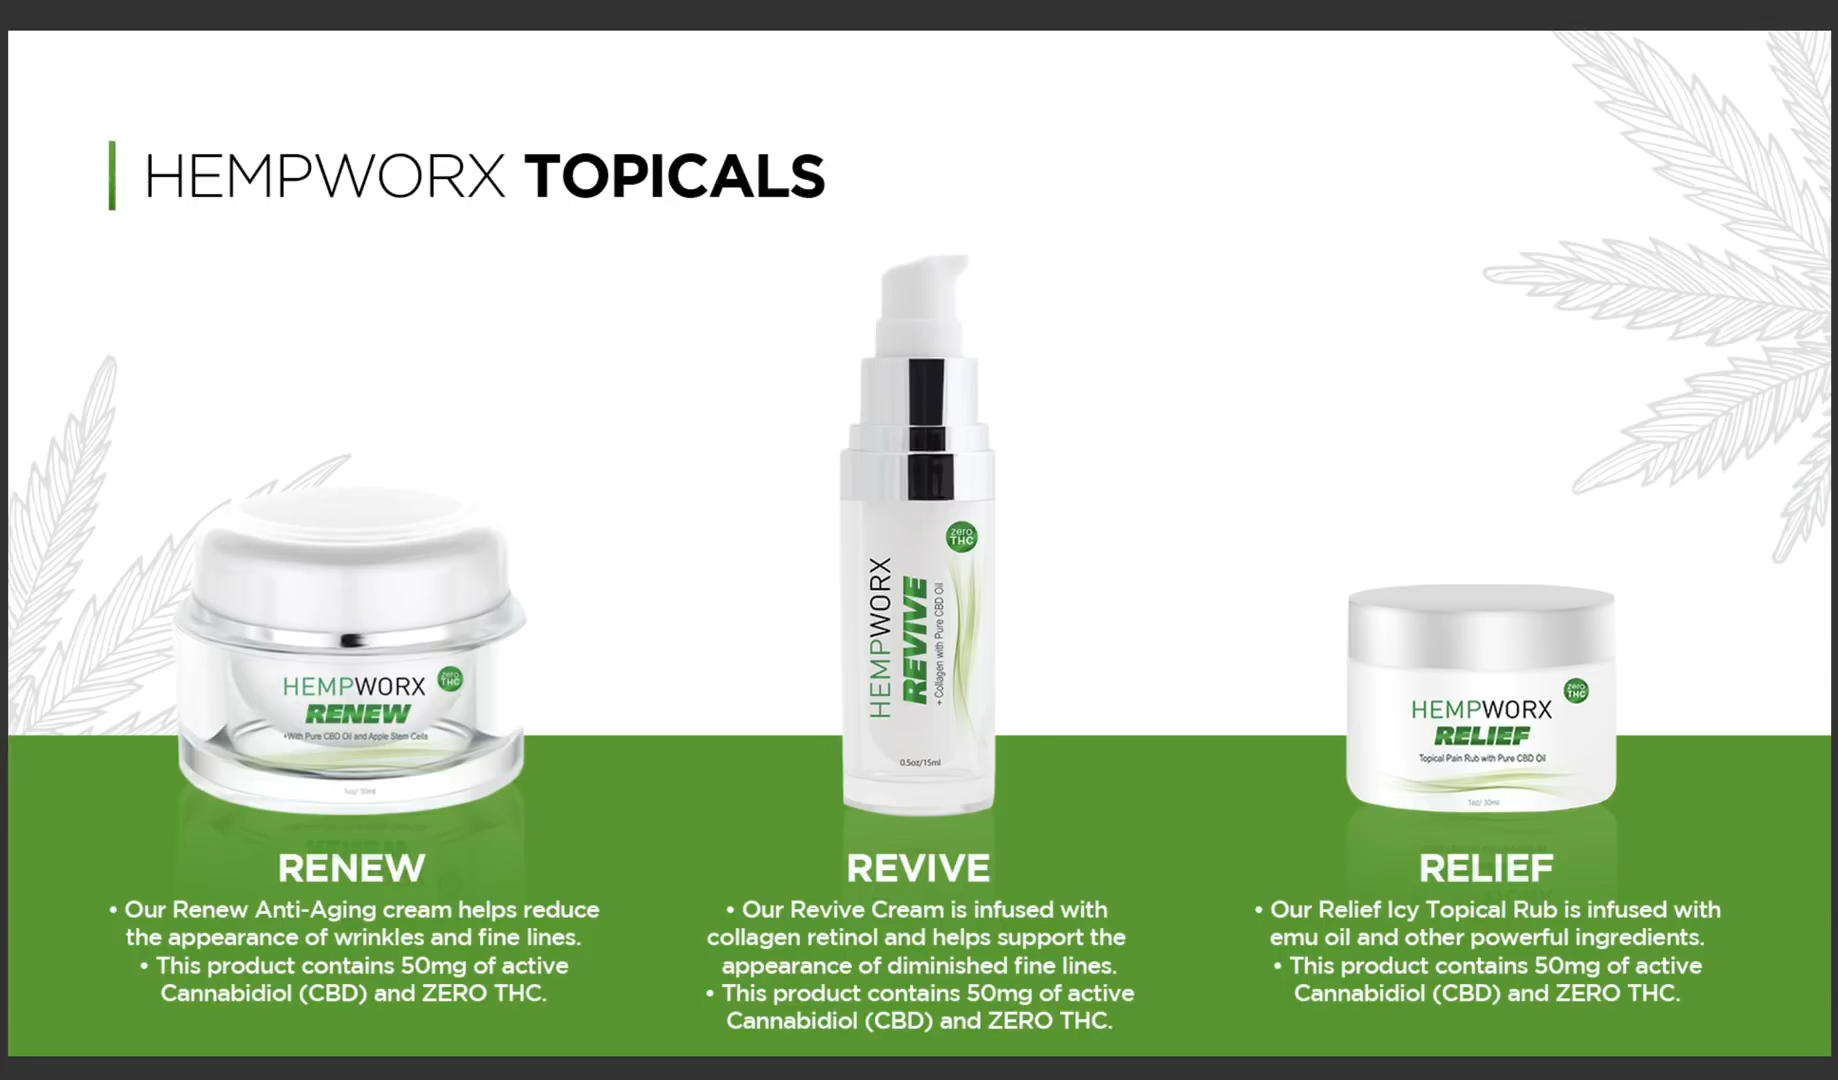 HEMPWORX TOPICALS
HEMPWORX
zero
THC
RENEW
+With Pure CBD Oil and Apple Stem Cells
1oz/ 30ml
HEMPWORX
REVIVE
+ Collagen with Pure CBD Oil
zero
THC
0.5oz/15ml
HEMPWORX
zero
THC
RELIEF
Topical Pain Rub with Pure CBD Oil
1oz/ 30ml
RENEW
• Our Renew Anti-Aging cream helps reduce
the appearance of wrinkles and fine lines.
• This product contains 50mg of active
Cannabidiol (CBD) and ZERO THC.
REVIVE
• Our Revive Cream is infused with
collagen retinol and helps support the
appearance of diminished fine lines.
• This product contains 50mg of active
Cannabidiol (CBD) and ZERO THC.
RELIEF
• Our Relief Icy Topical Rub is infused with
emu oil and other powerful ingredients.
• This product contains 50mg of active
Cannabidiol (CBD) and ZERO THC.